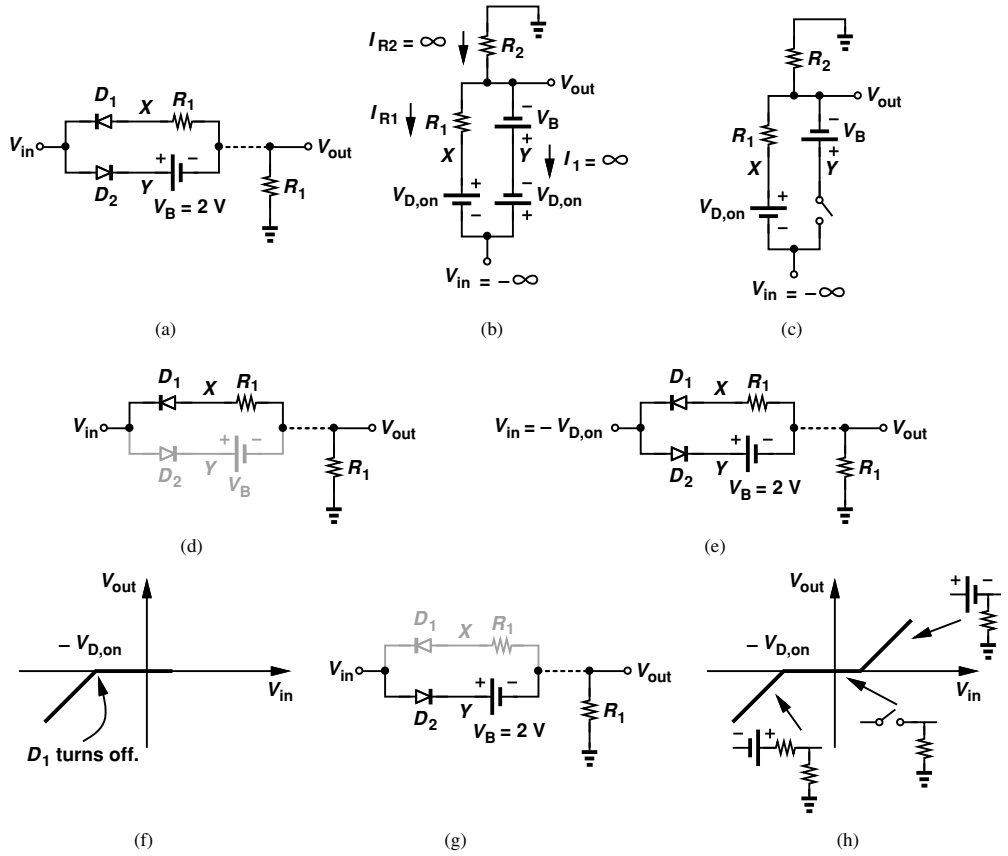 D1 X R1
Vin
+ −
D2 Y
VB = 2 V
Vout
R1
(a)
IR2 = ∞
R2
Vout
IR1
R1
−
VB
+
X
Y
I1 = ∞
VD,on
+
−
−
VD,on
+
Vin = −∞
(b)
R2
Vout
R1
−
VB
+
X
Y
VD,on
+
−
Vin = −∞
(c)
D1 X R1
Vin
+ −
D2 Y
VB
Vout
R1
(d)
D1 X R1
Vin = − VD,on
+ −
D2 Y
VB = 2 V
Vout
R1
(e)
Vout
− VD,on
Vin
D1 turns off.
(f)
D1 X R1
Vin
+ −
D2 Y
VB = 2 V
Vout
R1
(g)
Vout
+ −
− VD,on
Vin
− +
(h)